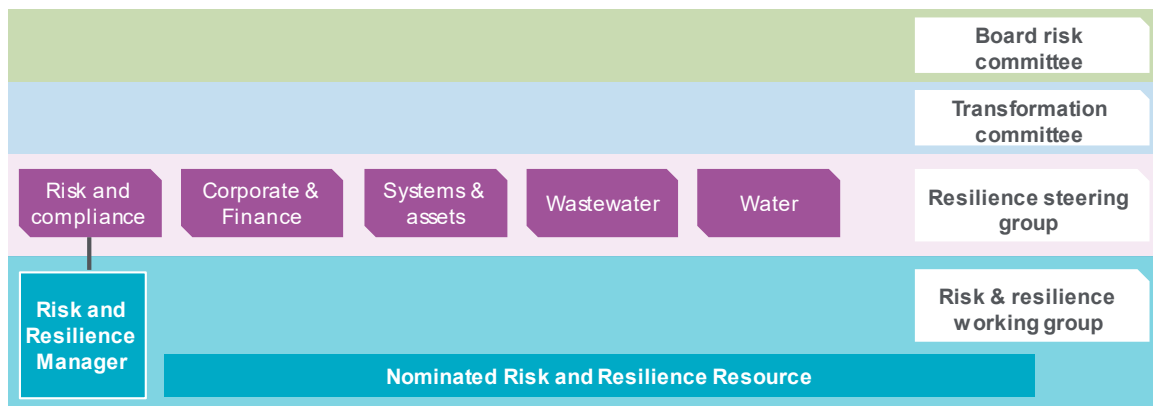 Board risk
committee
Transformation
committee
Risk and
compliance
Corporate &
Finance
Systems &
assets
Wastewater
Water
Resilience steering
group
Risk and
Resilience
Manager
Risk & resilience
working group
Nominated Risk and Resilience Resource